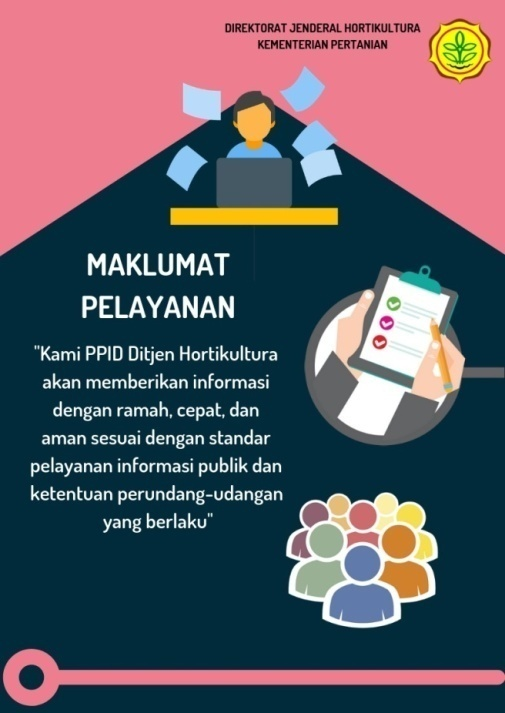 DIREKTORAT JENDERAL HORTIKULTURA
KEMENTERIAN PERTANIAN
MAKLUMAT
PELAYANAN
"Kami PPID Ditjen Hortikultura
akan memberikan informasi
dengan ramah, cepat, dan
aman sesuai dengan standar
pelayanan informasi publik dan
ketentuan perundang-udangan
yang berlaku"